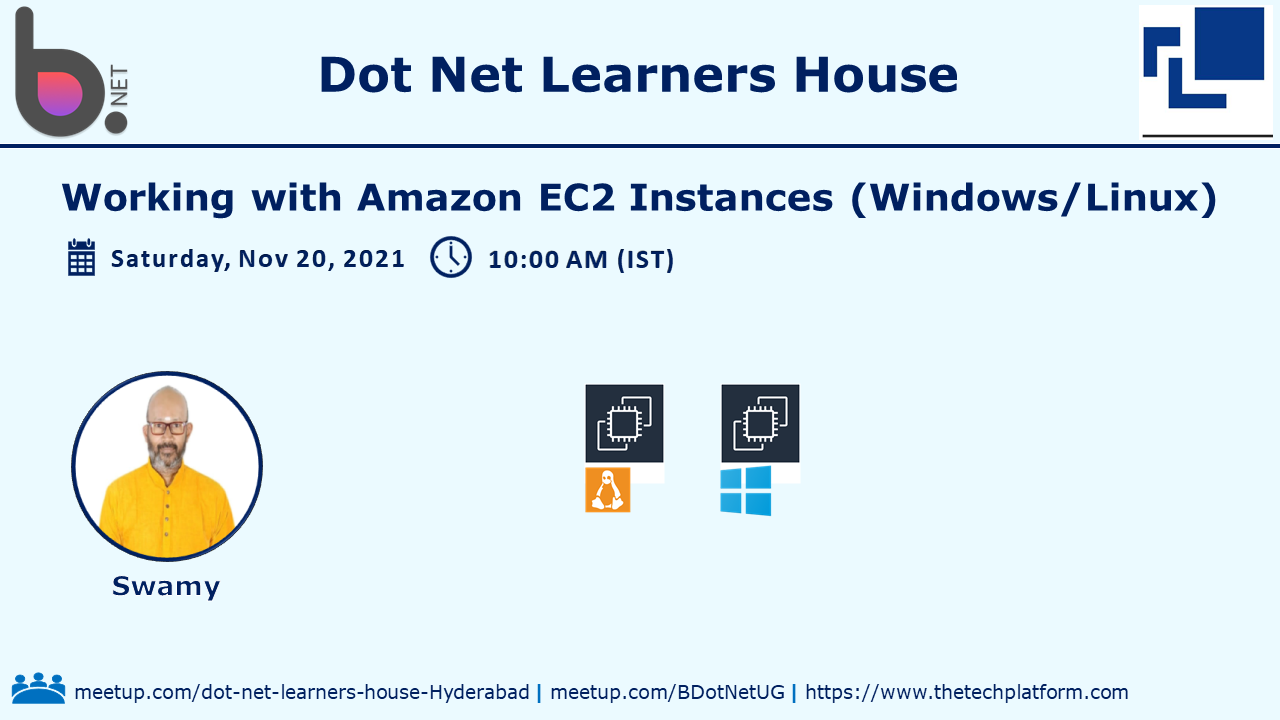 .NET
Dot Net Learners House
Working with Amazon EC2 Instances (Windows/Linux)
Saturday, Nov 20, 2021
10:00 AM (IST)
Swamy
meetup.com/dot-net-learners-house-Hyderabad | meetup.com/BDotNetUG | https://www.thetechplatform.com